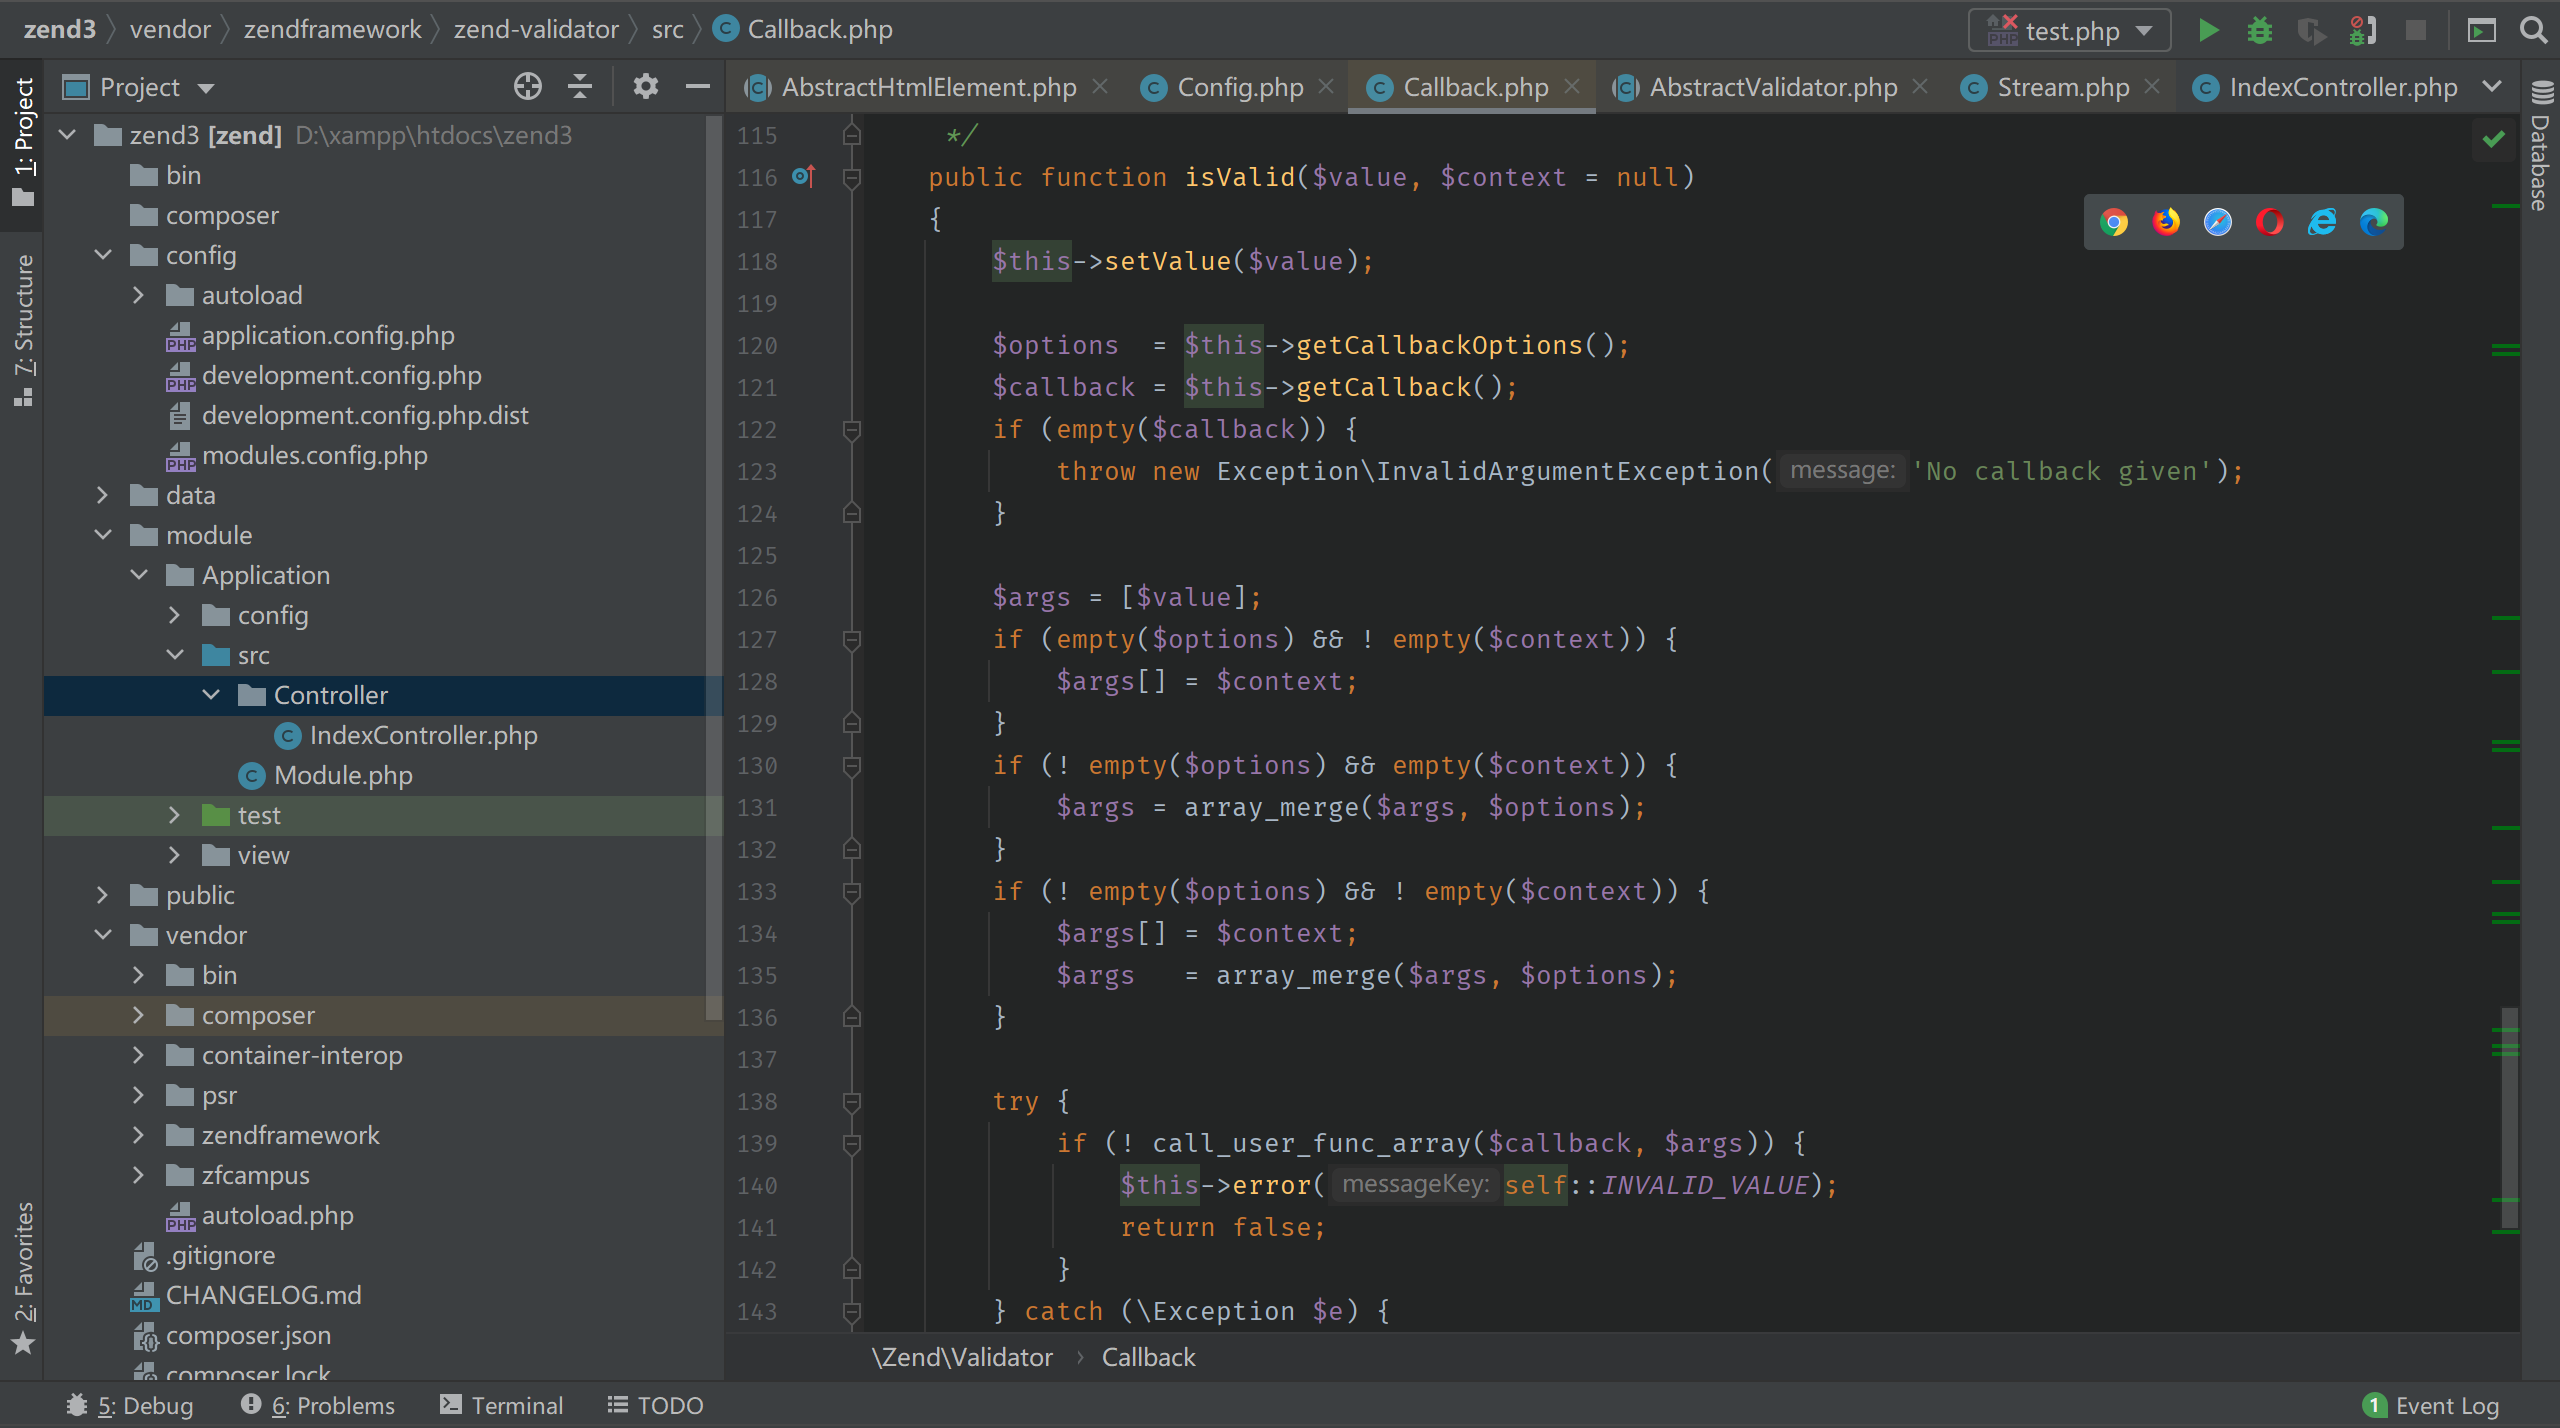 zend3 vendor zendframework zend-validator src Callback.php
test.php
Project
AbstractHtmlElement.php Config.php Callback.php AbstractValidator.php Stream.php IndexController.php
1: Project
7: Structure
2: Favorites
Database
zend3 [zend] D:\xampp\htdocs\zend3
bin
composer
config
autoload
application.config.php
development.config.php
development.config.php.dist
modules.config.php
data
module
Application
config
src
Controller
IndexController.php
Module.php
test
view
public
vendor
bin
composer
container-interop
psr
zendframework
zfcampus
autoload.php
.gitignore
CHANGELOG.md
composer.json
composer.lock
115 */
116 public function isValid($value, $context = null)
117 {
118 $this->setValue($value);
119
120 $options  = $this->getCallbackOptions();
121 $callback = $this->getCallback();
122 if (empty($callback)) {
123 throw new Exception\InvalidArgumentException( message: 'No callback given');
124 }
125
126 $args = [$value];
127 if (empty($options) && ! empty($context)) {
128 $args[] = $context;
129 }
130 if (! empty($options) && empty($context)) {
131 $args = array_merge($args, $options);
132 }
133 if (! empty($options) && ! empty($context)) {
134 $args[] = $context;
135 $args   = array_merge($args, $options);
136 }
137
138 try {
139 if (! call_user_func_array($callback, $args)) {
140 $this->error( messageKey: self::INVALID_VALUE);
141 return false;
142 }
143 } catch (\Exception $e) {
\Zend\Validator › Callback
5: Debug 6: Problems Terminal TODO 1 Event Log